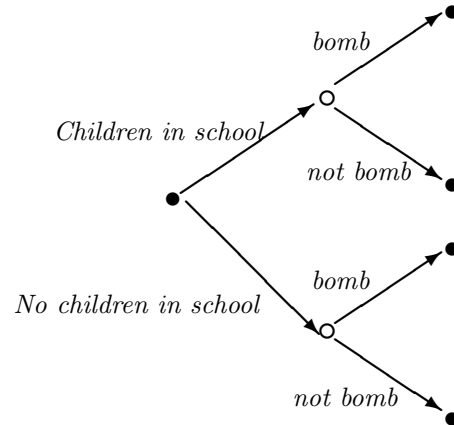 bomb
Children in school
not bomb
bomb
No children in school
not bomb